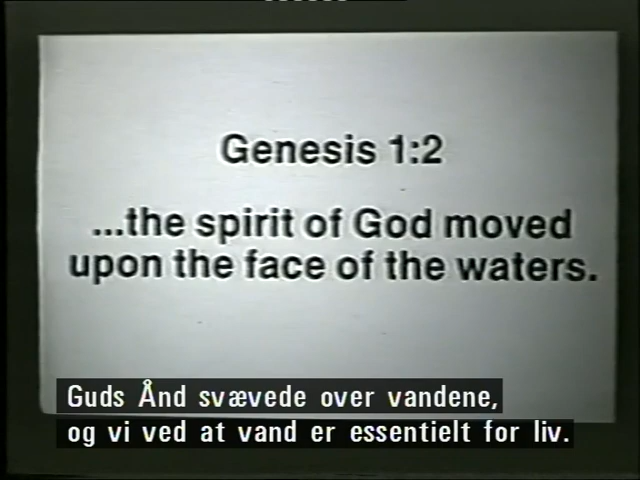 Genesis 1:2
...the spirit of God moved
upon the face of the waters.
Guds Ånd svævede over vandene,
og vi ved at vand er essentielt for liv.